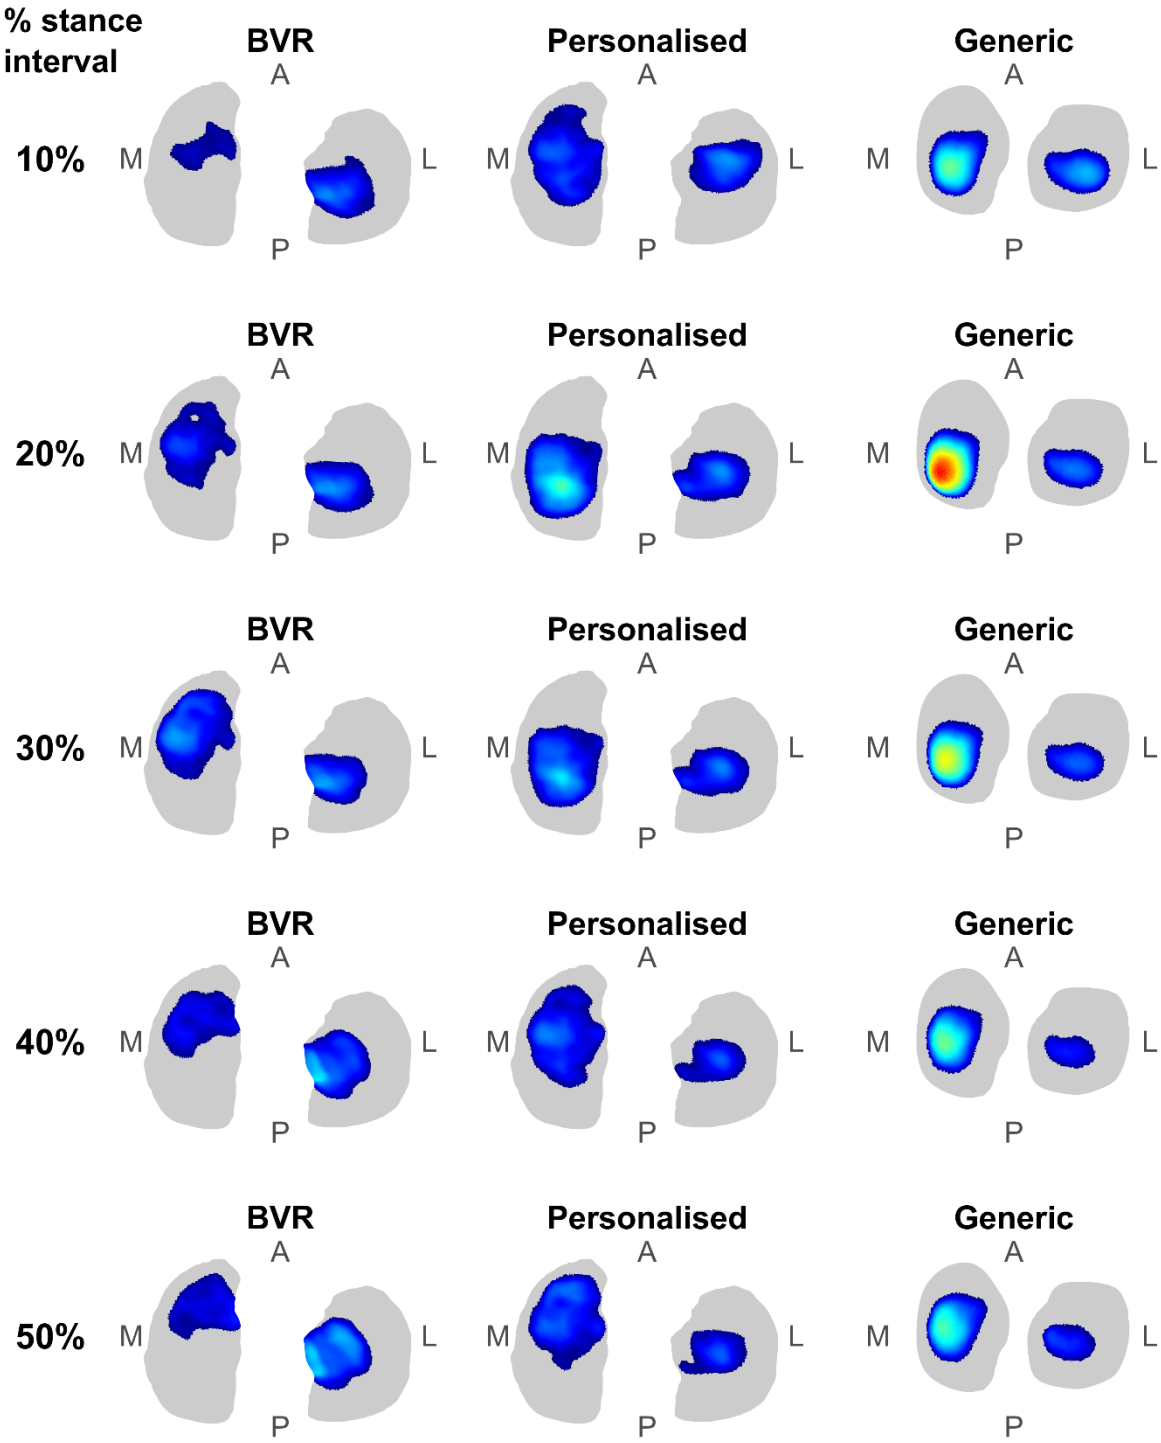 % stance
interval
BVR Personalised Generic
A A A
10% M L M L M L
P P P
BVR Personalised Generic
A A A
20% M L M L M L
P P P
BVR Personalised Generic
A A A
30% M L M L M L
P P P
BVR Personalised Generic
A A A
40% M L M L M L
P P P
BVR Personalised Generic
A A A
50% M L M L M L
P P P